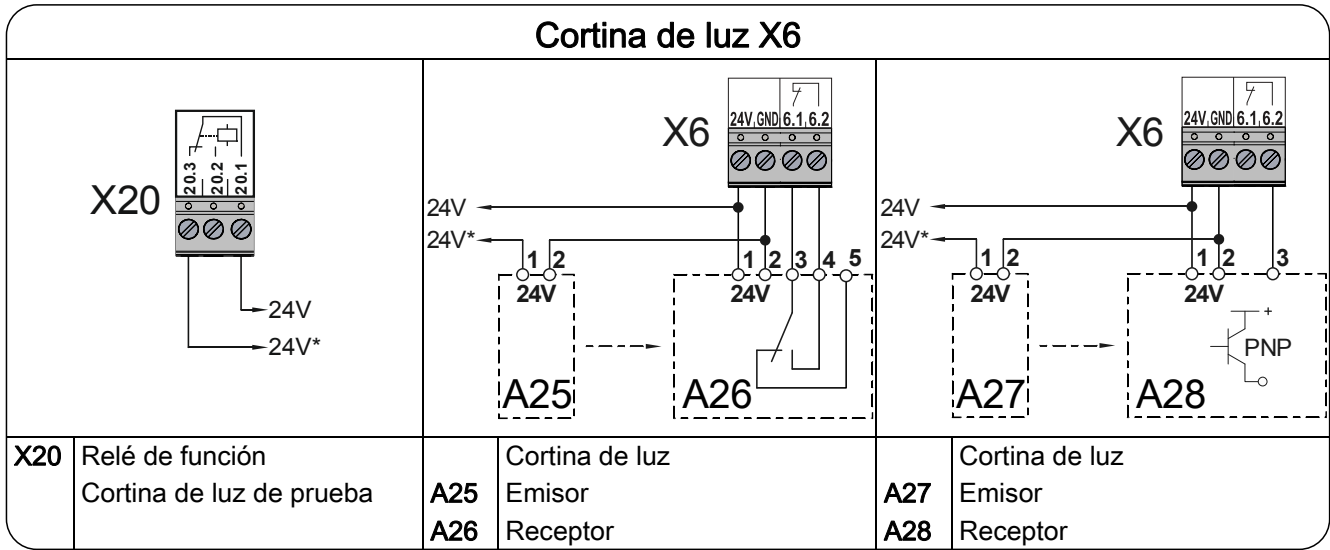 Cortina de luz X6
X20
20.3
20.2
20.1
24V
24V*
X6
24V GND 6.1 6.2
24V
24V*
1 2
24V
1 2 3 4 5
24V
A25
A26
X6
24V GND 6.1 6.2
24V
24V*
1 2
24V
1 2 3
24V
+
PNP
A27
A28
X20 Relé de función
Cortina de luz de prueba
Cortina de luz
A25 Emisor
A26 Receptor
Cortina de luz
A27 Emisor
A28 Receptor